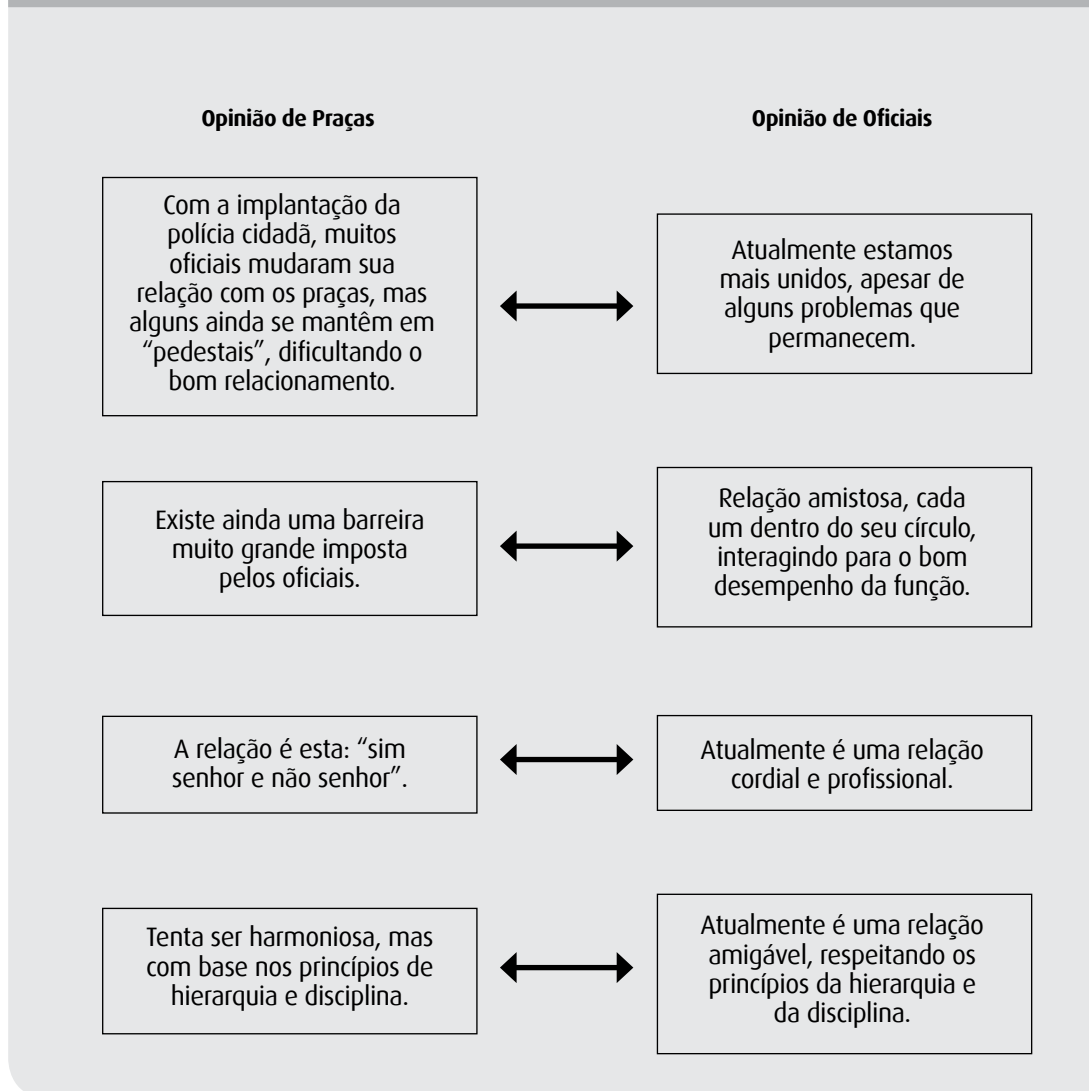 Opinião de Praças
Opinião de Oficiais
Com a implantação da
polícia cidadã, muitos
oficiais mudaram sua
relação com os praças, mas
alguns ainda se mantêm em
“pedestais”, dificultando o
bom relacionamento.
Atualmente estamos
mais unidos, apesar de
alguns problemas que
permanecem.
Existe ainda uma barreira
muito grande imposta
pelos oficiais.
Relação amistosa, cada
um dentro do seu círculo,
interagindo para o bom
desempenho da função.
A relação é esta: “sim
senhor e não senhor”.
Atualmente é uma relação
cordial e profissional.
Tenta ser harmoniosa, mas
com base nos princípios de
hierarquia e disciplina.
Atualmente é uma relação
amigável, respeitando os
princípios da hierarquia e
da disciplina.